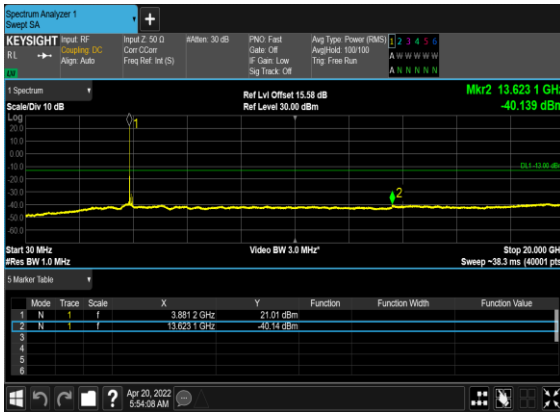 Spectrum Analyzer 1
Swept SA
KEYSIGHT
RL
Input: RF
Coupling: DC
Align: Auto
Input Z: 50 Ω
Corr CCorr
Freq Ref: Int (S)
#Atten: 30 dB
PNO: Fast
Gate: Off
IF Gain: Low
Sig Track: Off
Avg Type: Power (RMS)
Avg|Hold: 100/100
Trig: Free Run
1 2 3 4 5 6
A W W W W W
A N N N N N
1 Spectrum
Scale/Div 10 dB
Ref Lvl Offset 15.58 dB
Ref Level 30.00 dBm
Mkr2 13.623 1 GHz
-40.139 dBm
Log
20.0
10.0
0.00
-10.0
-20.0
-30.0
-40.0
-50.0
-60.0
1
2
DL1 -13.00 dBm
Start 30 MHz
#Res BW 1.0 MHz
Video BW 3.0 MHz*
Stop 20.000 GHz
Sweep ~38.3 ms (40001 pts)
5 Marker Table
Mode Trace Scale X Y Function Function Width Function Value
1 N 1 f 3.881 2 GHz 21.01 dBm
2 N 1 f 13.623 1 GHz -40.14 dBm
3
4
5
6
Apr 20, 2022
5:54:08 AM